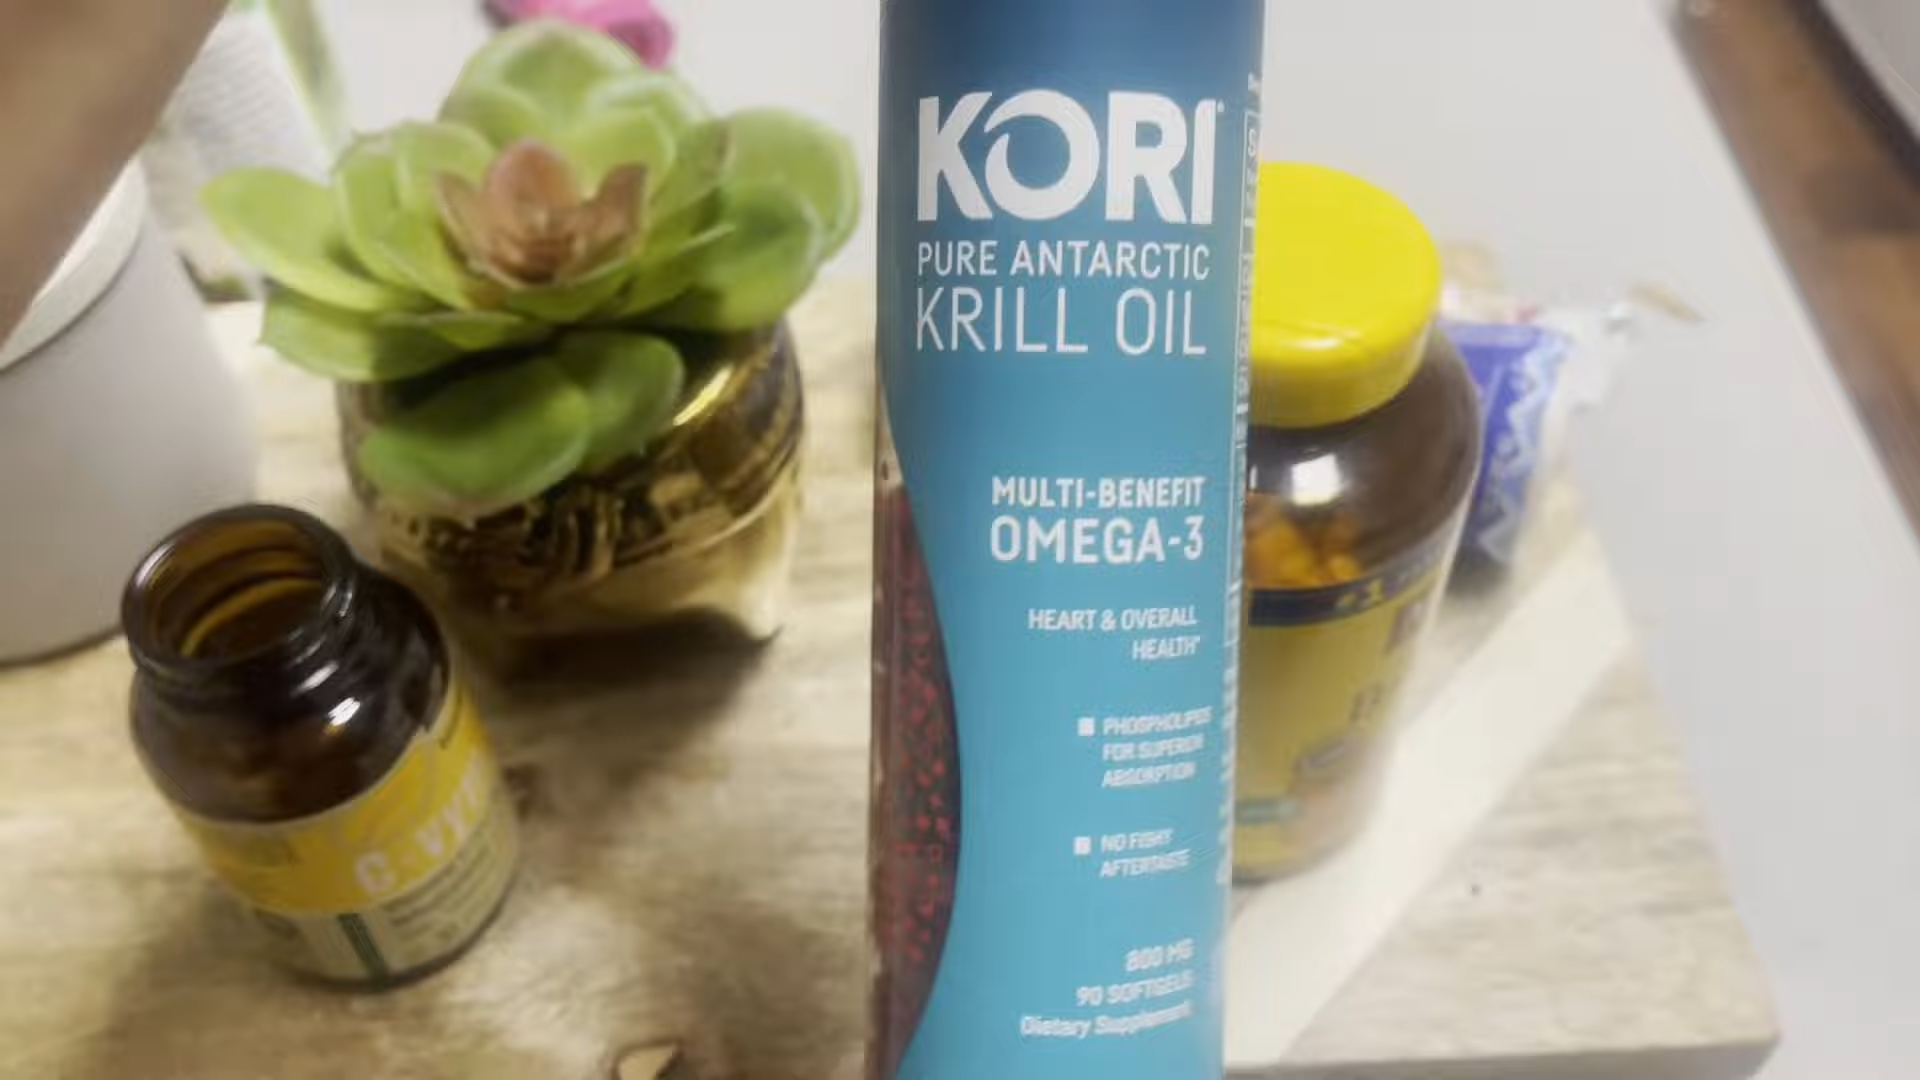 KORI
PURE ANTARCTIC
KRILL OIL
MULTI-BENEFIT
OMEGA-3
HEART & OVERALL
HEALTH*
PHOSPHOLIPIDS
FOR SUPERIOR
ABSORPTION
NO FISHY
AFTERTASTE
800 MG
90 SOFTGELS
Dietary Supplement
#1